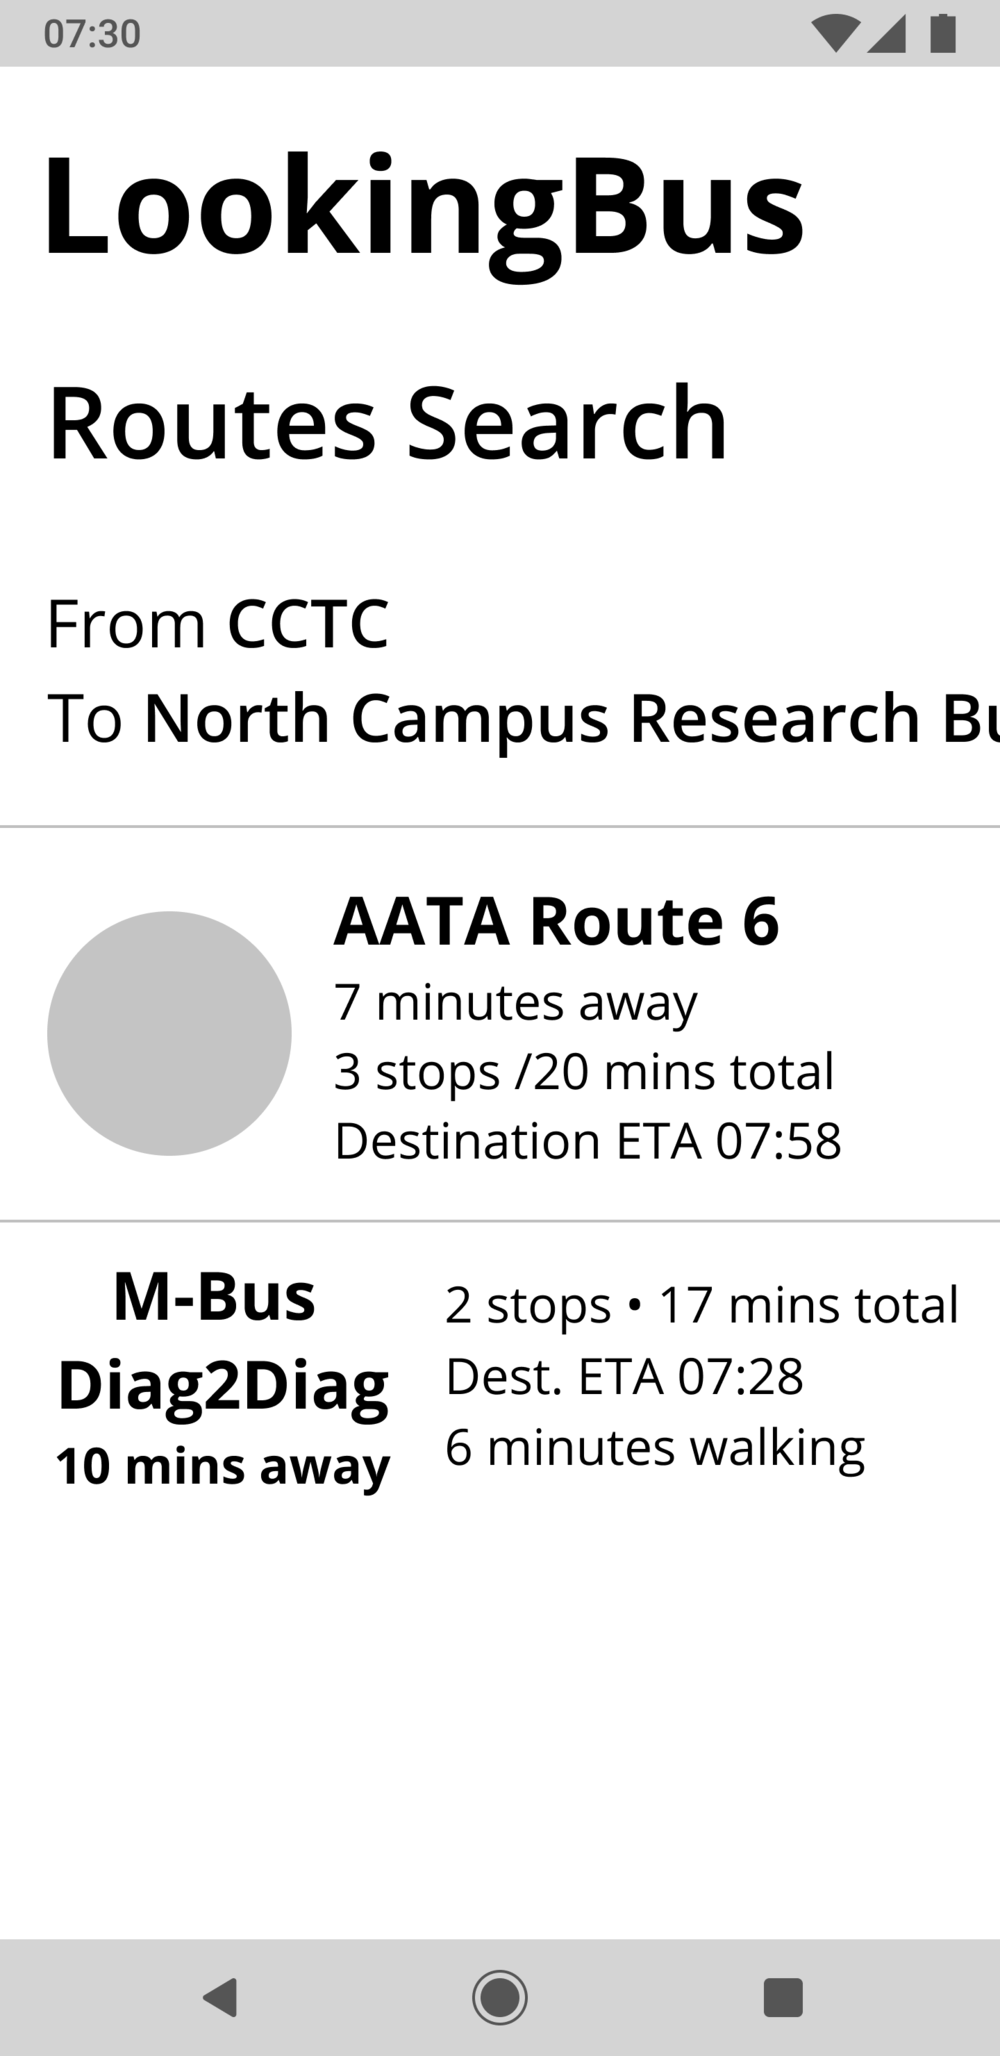 07:30
LookingBus
Routes Search
From CCTC
To North Campus Research Bu
AATA Route 6
7 minutes away
3 stops /20 mins total
Destination ETA 07:58
M-Bus
Diag2Diag
10 mins away
2 stops • 17 mins total
Dest. ETA 07:28
6 minutes walking